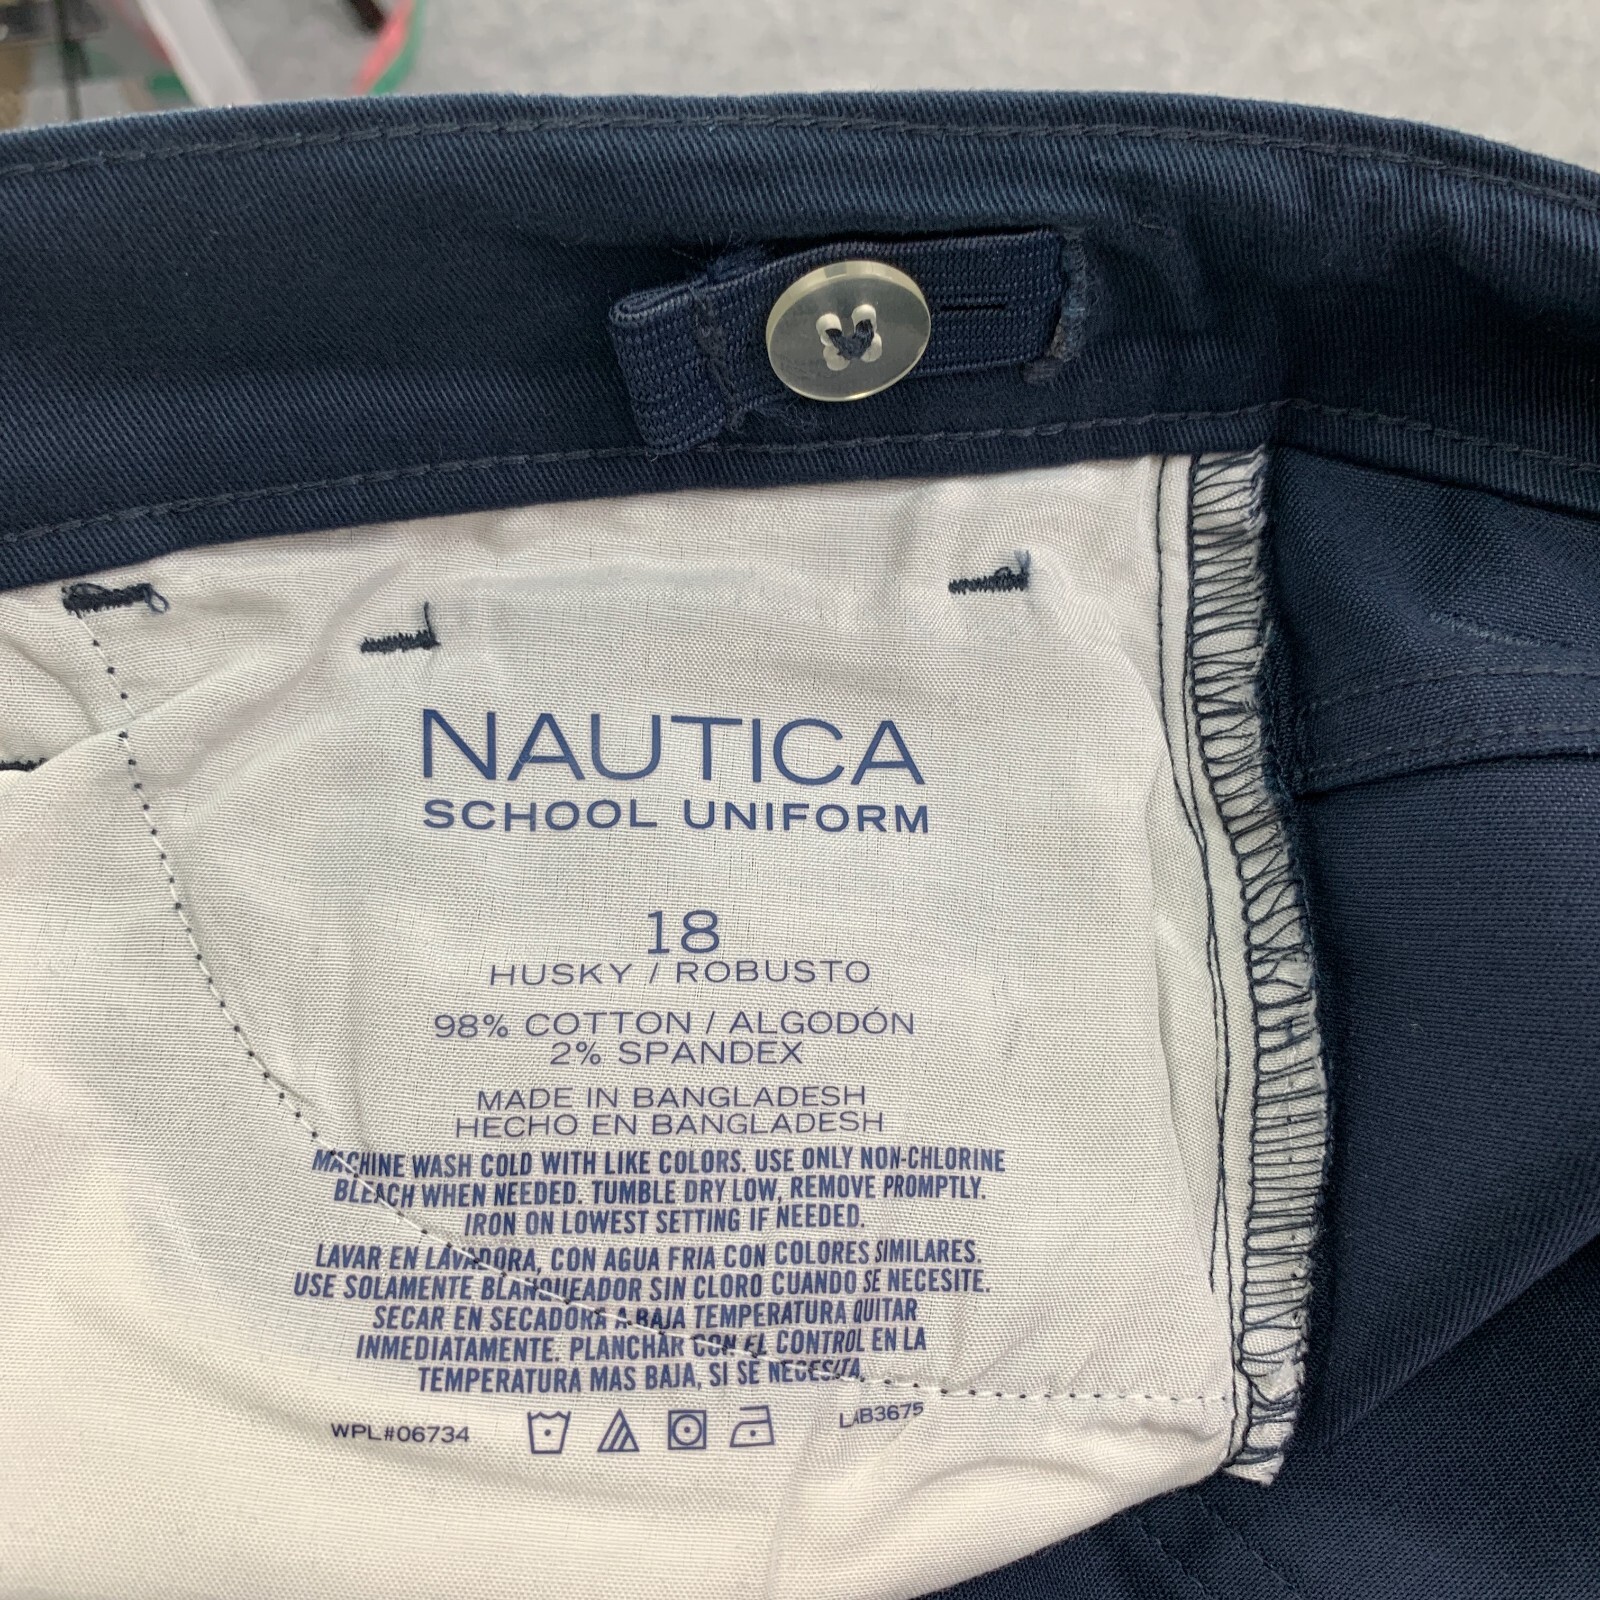 NAUTICA
SCHOOL UNIFORM
18
HUSKY / ROBUSTO
98% COTTON / ALGODÓN
2% SPANDEX
MADE IN BANGLADESH
HECHO EN BANGLADESH
MACHINE WASH COLD WITH LIKE COLORS. USE ONLY NON-CHLORINE
BLEACH WHEN NEEDED. TUMBLE DRY LOW, REMOVE PROMPTLY.
IRON ON LOWEST SETTING IF NEEDED.
LAVAR EN LAVADORA, CON AGUA FRIA CON COLORES SIMILARES.
USE SOLAMENTE BLANQUEADOR SIN CLORO CUANDO SE NECESITE.
SECAR EN SECADORA A BAJA TEMPERATURA QUITAR
INMEDIATAMENTE. PLANCHAR CON EL CONTROL EN LA
TEMPERATURA MAS BAJA, SI SE NECESITA.
WPL#06734 LAB3675